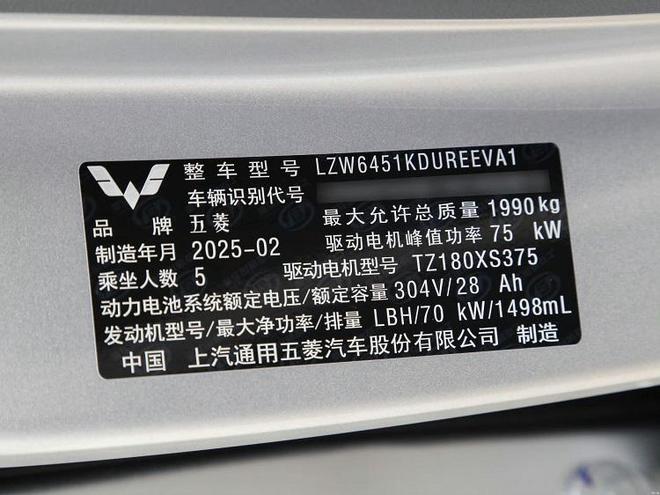 整车型号 LZW6451KDUREEVA1
车辆识别代号
品牌 五菱 最大允许总质量 1990kg
制造年月 2025-02 驱动电机峰值功率 75 kW
乘坐人数 5 驱动电机型号 TZ180XS375
动力电池系统额定电压/额定容量 304V/28 Ah
发动机型号/最大净功率/排量 LBH/70 kW/1498mL
中国 上汽通用五菱汽车股份有限公司 制造